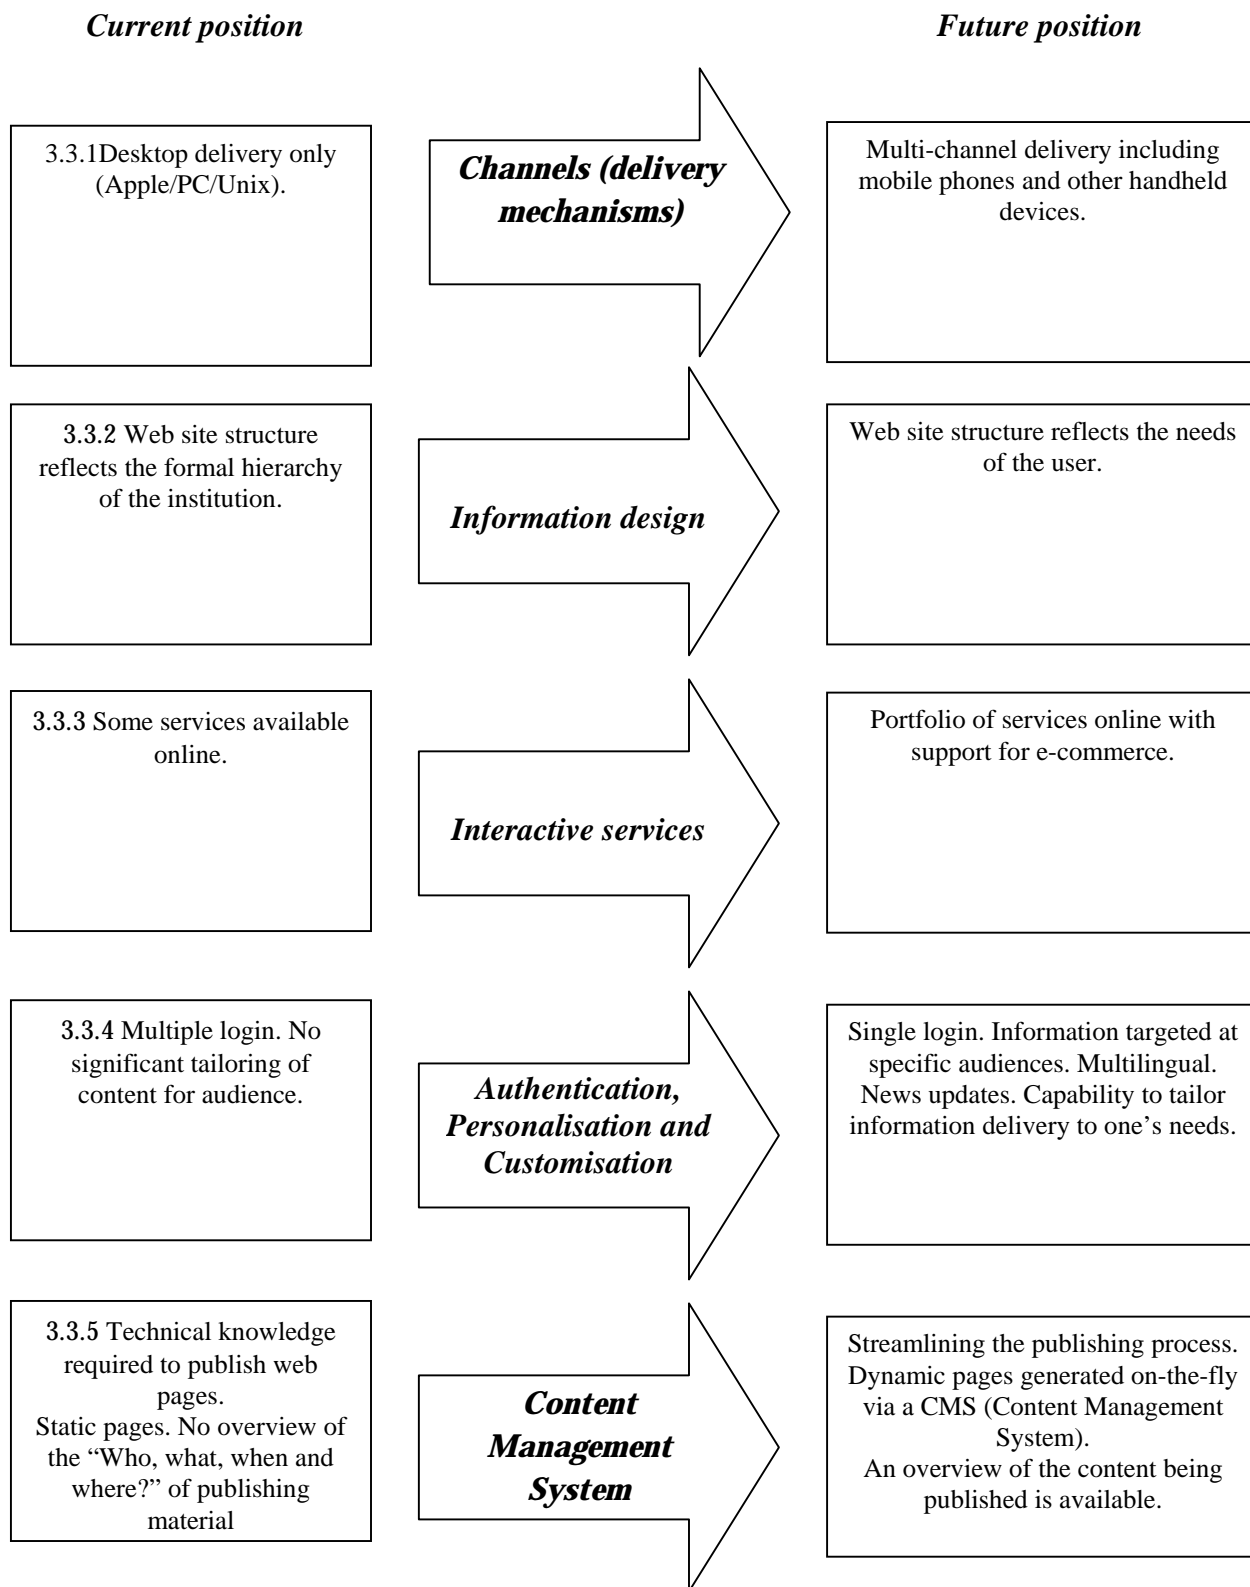 Current position
Future position
3.3.1Desktop delivery only
(Apple/PC/Unix).
Channels (delivery
mechanisms)
Multi-channel delivery including
mobile phones and other handheld
devices.
3.3.2 Web site structure
reflects the formal hierarchy
of the institution.
Information design
Web site structure reflects the needs
of the user.
3.3.3 Some services available
online.
Interactive services
Portfolio of services online with
support for e-commerce.
3.3.4 Multiple login. No
significant tailoring of
content for audience.
Authentication,
Personalisation and
Customisation
Single login. Information targeted at
specific audiences. Multilingual.
News updates. Capability to tailor
information delivery to one’s needs.
3.3.5 Technical knowledge
required to publish web
pages.
Static pages. No overview of
the “Who, what, when and
where?” of publishing
material
Content
Management
System
Streamlining the publishing process.
Dynamic pages generated on-the-fly
via a CMS (Content Management
System).
An overview of the content being
published is available.